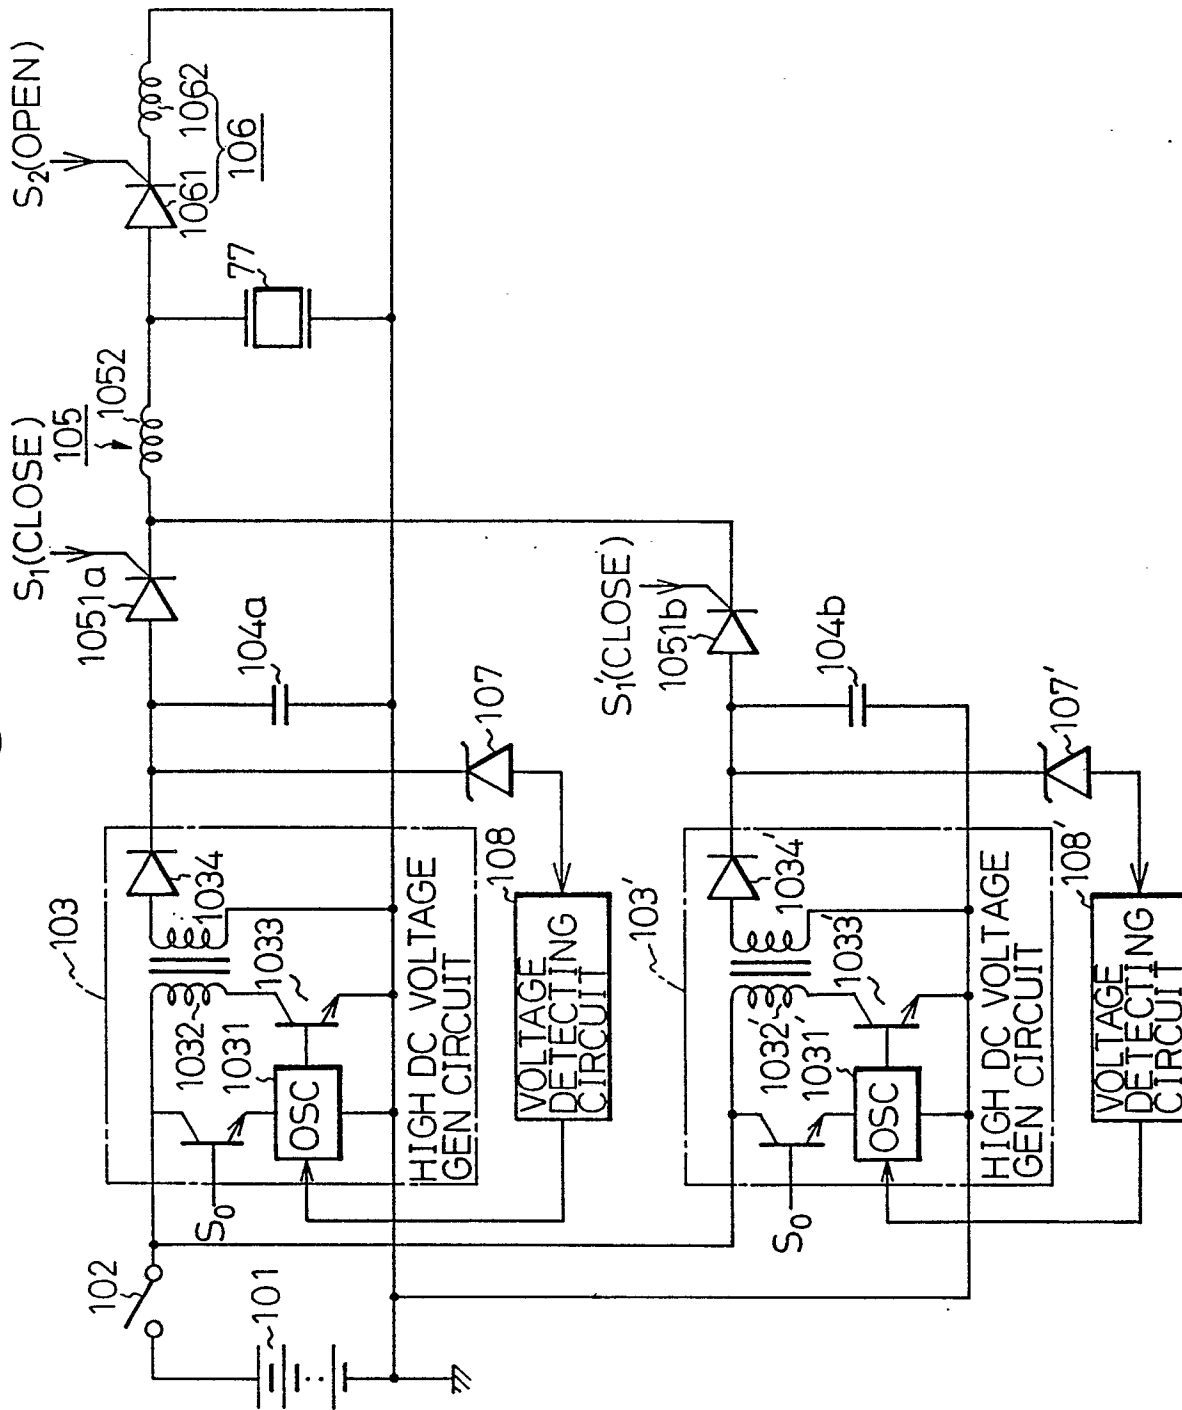 S1(CLOSE)
S2(OPEN)
105
1052
1051a
1061
1062
106
77
104a
107
103
1034
1033
1032
1031
OSC
S0
HIGH DC VOLTAGE
GEN CIRCUIT
108
VOLTAGE
DETECTING
CIRCUIT
102
101
S1'(CLOSE)
1051b
104b
107'
103'
1034'
1033'
1032'
1031'
OSC
S0
HIGH DC VOLTAGE
GEN CIRCUIT
108'
VOLTAGE
DETECTING
CIRCUIT